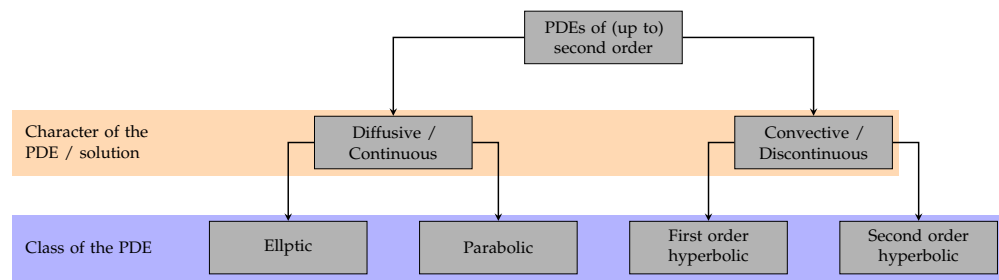 PDEs of (up to)
second order
Character of the
PDE / solution
Diffusive /
Continuous
Convective /
Discontinuous
Class of the PDE
Ellptic
Parabolic
First order
hyperbolic
Second order
hyperbolic